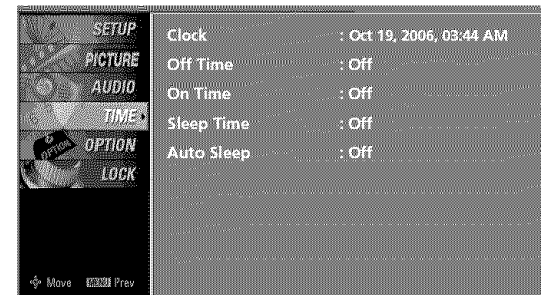 SETUP
PICTURE
AUDIO
TIME
OPTION
OPTION
LOCK
Clock : Oct 19, 2006, 03:44 AM
Off Time : Off
On Time : Off
Sleep Time : Off
Auto Sleep : Off
Move MENU Prev